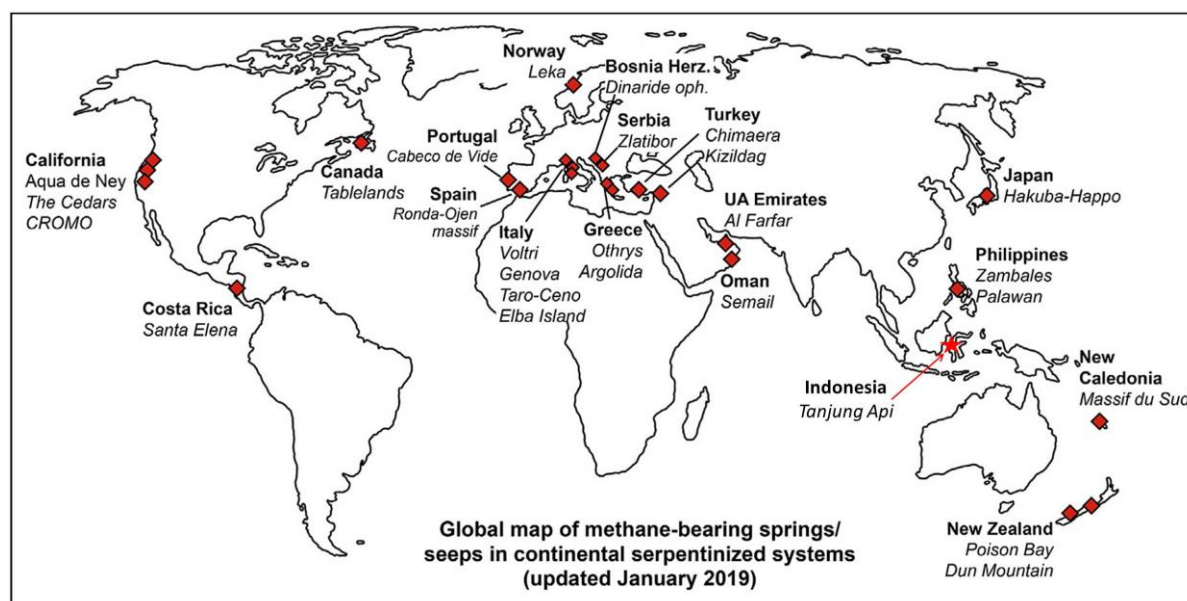 Norway
Leka
Bosnia Herz.
Dinaride oph.
Serbia
Zlatibor
Turkey
Chimaera
Kizildag
Portugal
Cabeco de Vide
California
Aqua de Ney
The Cedars
CROMO
Canada
Tablelands
Spain
Ronda-Ojen
massif
Italy
Voltri
Genova
Taro-Ceno
Elba Island
Greece
Othrys
Argolida
UA Emirates
Al Farfar
Oman
Semail
Japan
Hakuba-Happo
Philippines
Zambales
Palawan
Costa Rica
Santa Elena
Indonesia
Tanjung Api
New
Caledonia
Massif du Sud
New Zealand
Poison Bay
Dun Mountain
Global map of methane-bearing springs/
seeps in continental serpentinized systems
(updated January 2019)